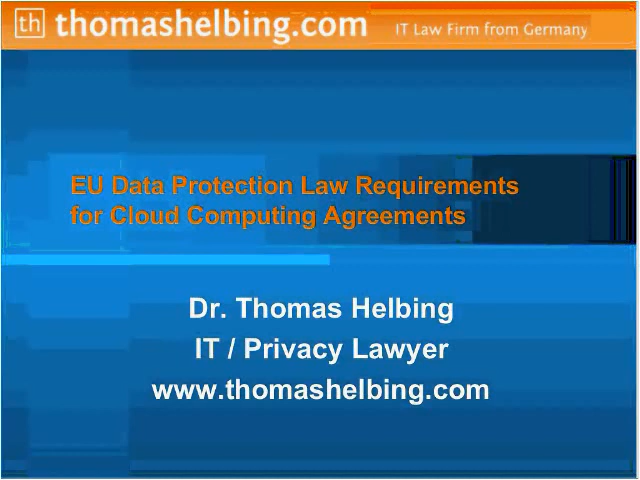 th thomashelbing.com IT Law Firm from Germany
EU Data Protection Law Requirements
for Cloud Computing Agreements
Dr. Thomas Helbing
IT / Privacy Lawyer
www.thomashelbing.com